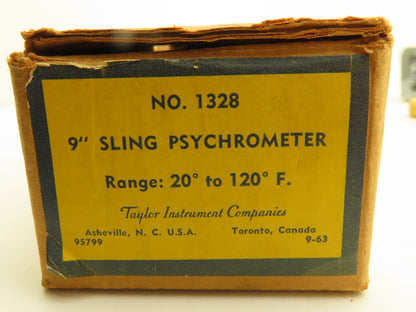 NO. 1328
9" SLING PSYCHROMETER
Range: 20° to 120° F.
Taylor Instrument Companies
Asheville, N. C. U.S.A. Toronto, Canada
95799 9-63